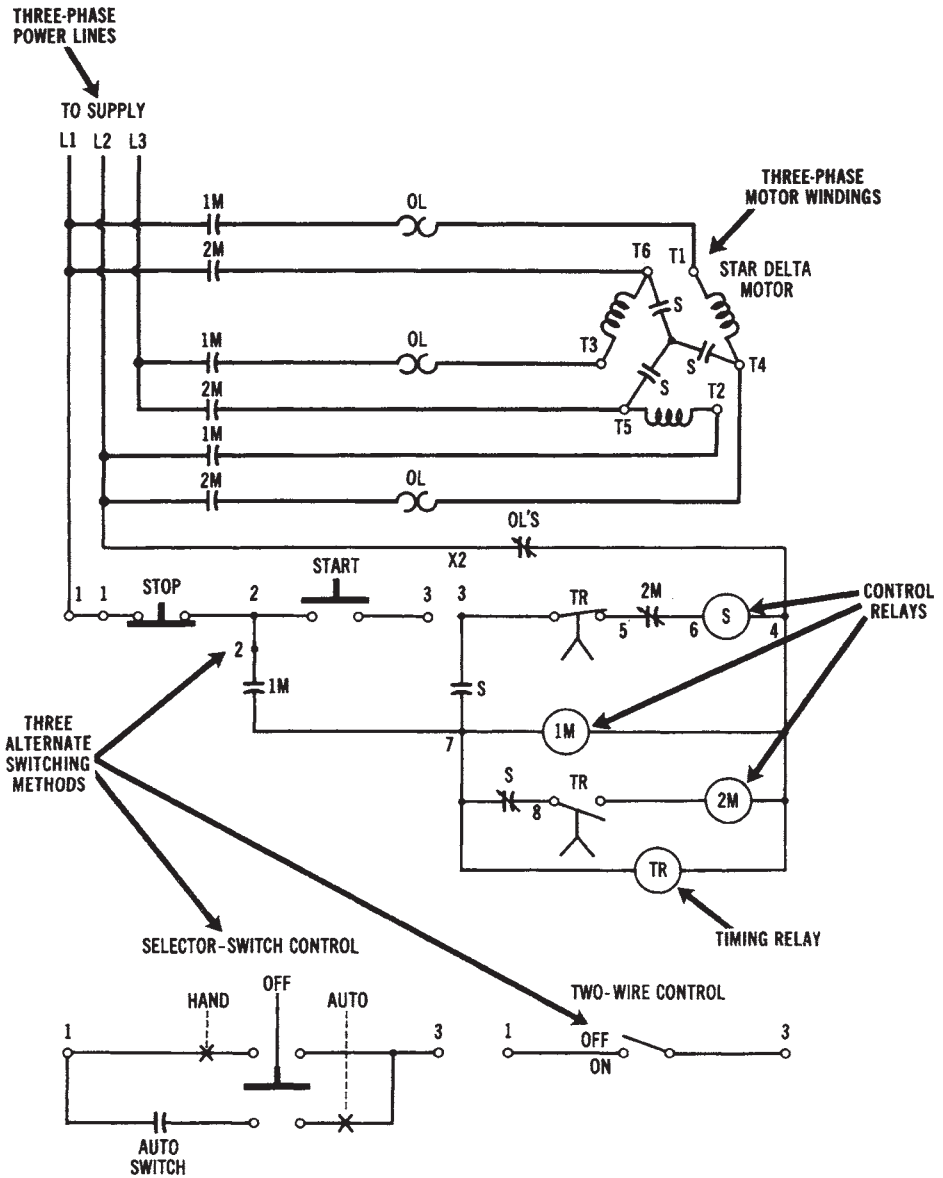 THREE-PHASE
POWER LINES
TO SUPPLY
L1 L2 L3
THREE-PHASE
MOTOR WINDINGS
1M OL
2M T6 T1 STAR DELTA
MOTOR
S
1M OL T3 S T4
S
2M T5 T2
1M
2M OL
OL'S
X2
1 1 STOP 2 START 3 3 TR 5 2M 6 S 4
CONTROL
RELAYS
2
1M S
7 1M
THREE
ALTERNATE
SWITCHING
METHODS
S 8 TR 2M
TR
TIMING RELAY
SELECTOR-SWITCH CONTROL
OFF
HAND AUTO
1 3
AUTO
SWITCH
TWO-WIRE CONTROL
1 OFF 3
ON